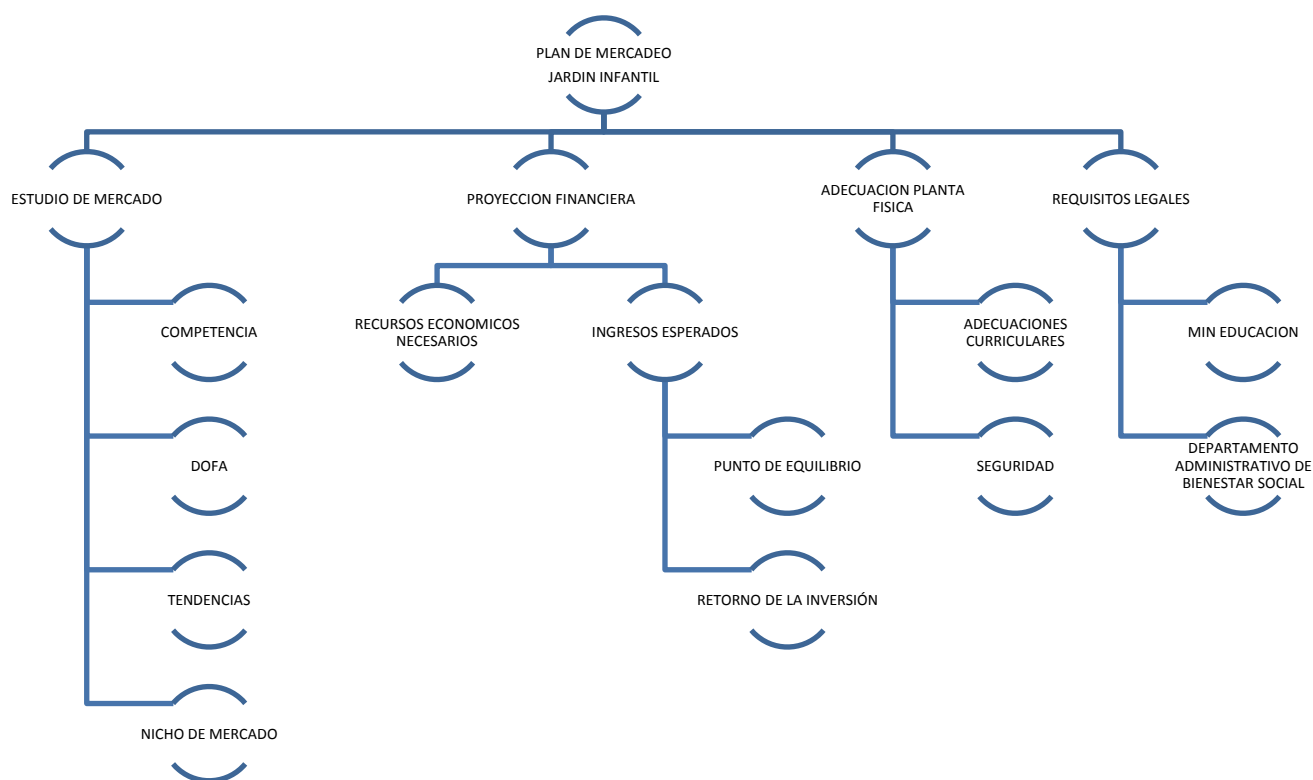 PLAN DE MERCADEO
JARDIN INFANTIL
ESTUDIO DE MERCADO
PROYECCION FINANCIERA
ADECUACION PLANTA
FISICA
REQUISITOS LEGALES
COMPETENCIA
RECURSOS ECONOMICOS
NECESARIOS
INGRESOS ESPERADOS
ADECUACIONES
CURRICULARES
MIN EDUCACION
DOFA
PUNTO DE EQUILIBRIO
SEGURIDAD
DEPARTAMENTO
ADMINISTRATIVO DE
BIENESTAR SOCIAL
TENDENCIAS
RETORNO DE LA INVERSIÓN
NICHO DE MERCADO